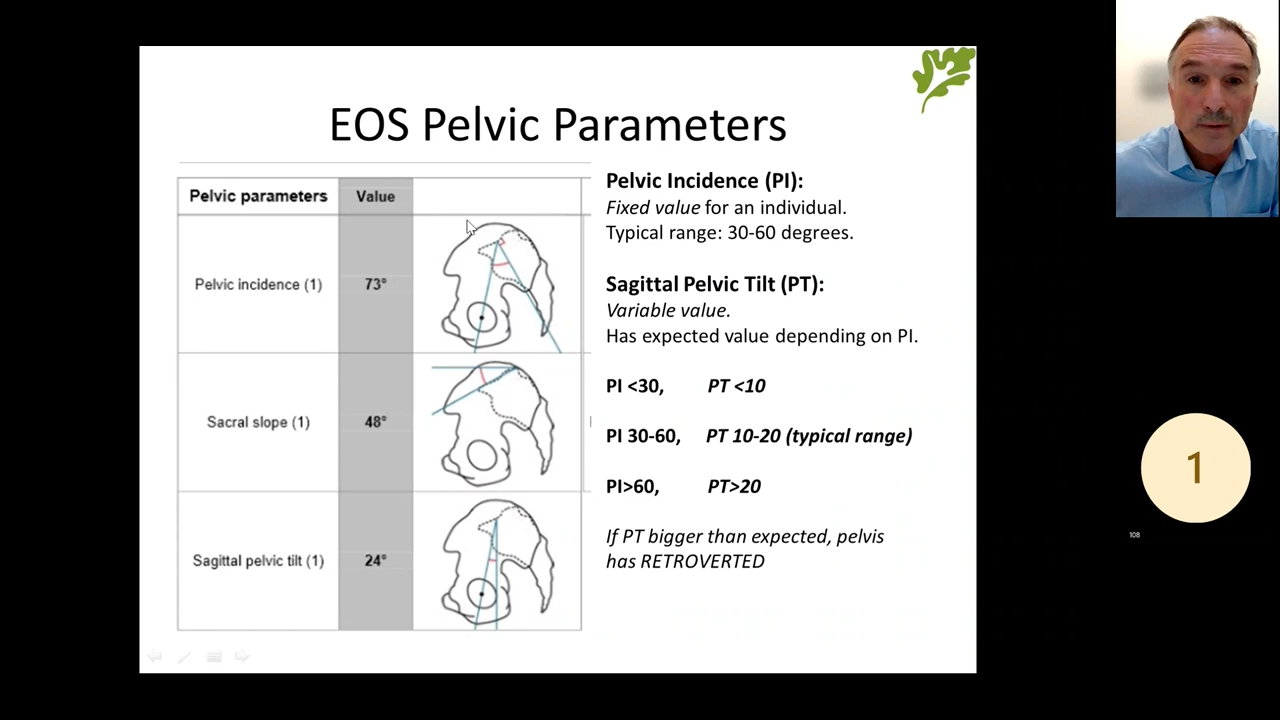 EOS Pelvic Parameters
Pelvic parameters Value
Pelvic incidence (1) 73°
Sacral slope (1) 48°
Sagittal pelvic tilt (1) 24°
Pelvic Incidence (PI):
Fixed value for an individual.
Typical range: 30-60 degrees.
Sagittal Pelvic Tilt (PT):
Variable value.
Has expected value depending on PI.
PI <30, PT <10
PI 30-60, PT 10-20 (typical range)
PI>60, PT>20
If PT bigger than expected, pelvis
has RETROVERTED
1
108